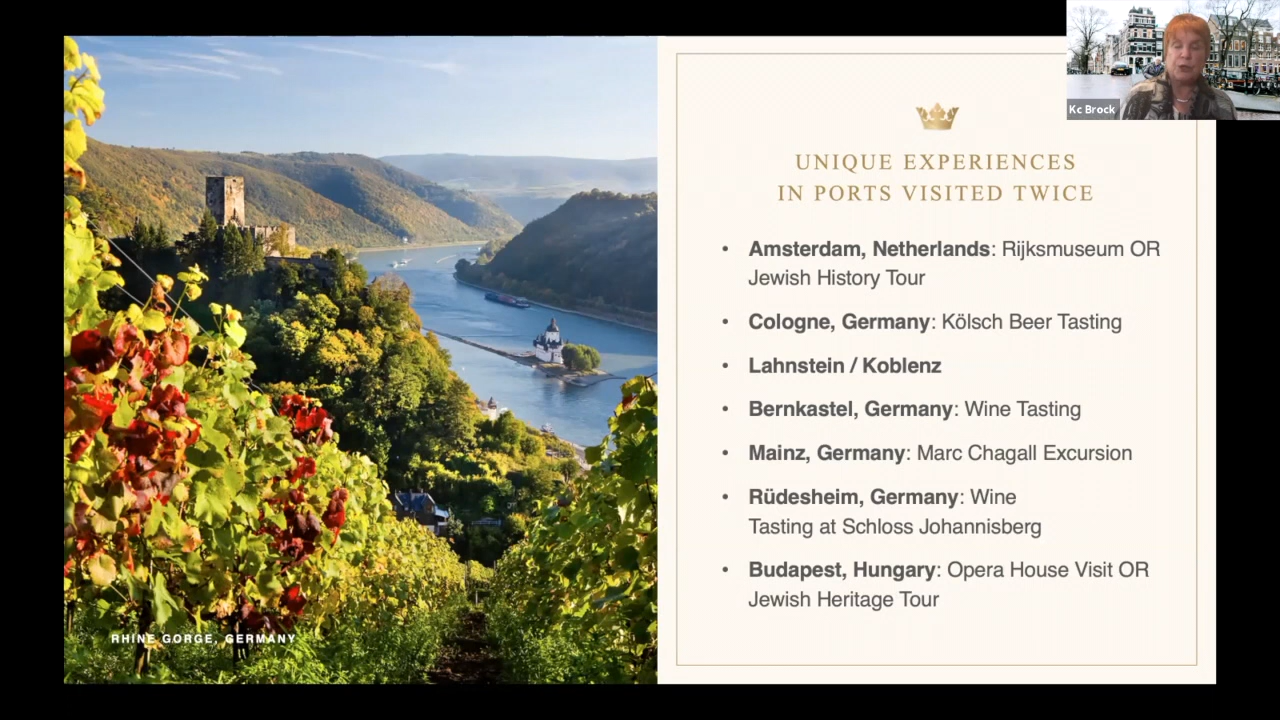 Kc Brock
UNIQUE EXPERIENCES
IN PORTS VISITED TWICE
• Amsterdam, Netherlands: Rijksmuseum OR
Jewish History Tour
• Cologne, Germany: Kölsch Beer Tasting
• Lahnstein / Koblenz
• Bernkastel, Germany: Wine Tasting
• Mainz, Germany: Marc Chagall Excursion
• Rüdesheim, Germany: Wine
Tasting at Schloss Johannisberg
• Budapest, Hungary: Opera House Visit OR
Jewish Heritage Tour
RHINE GORGE, GERMANY